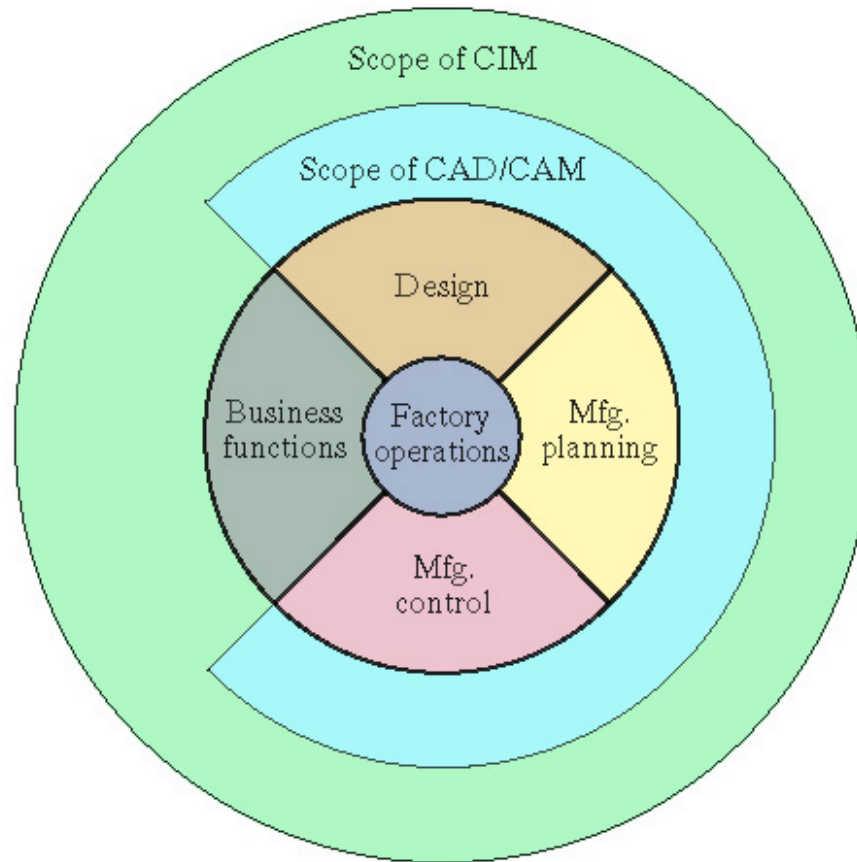 Scope of CIM
Scope of CAD/CAM
Design
Business
functions
Factory
operations
Mfg.
planning
Mfg.
control